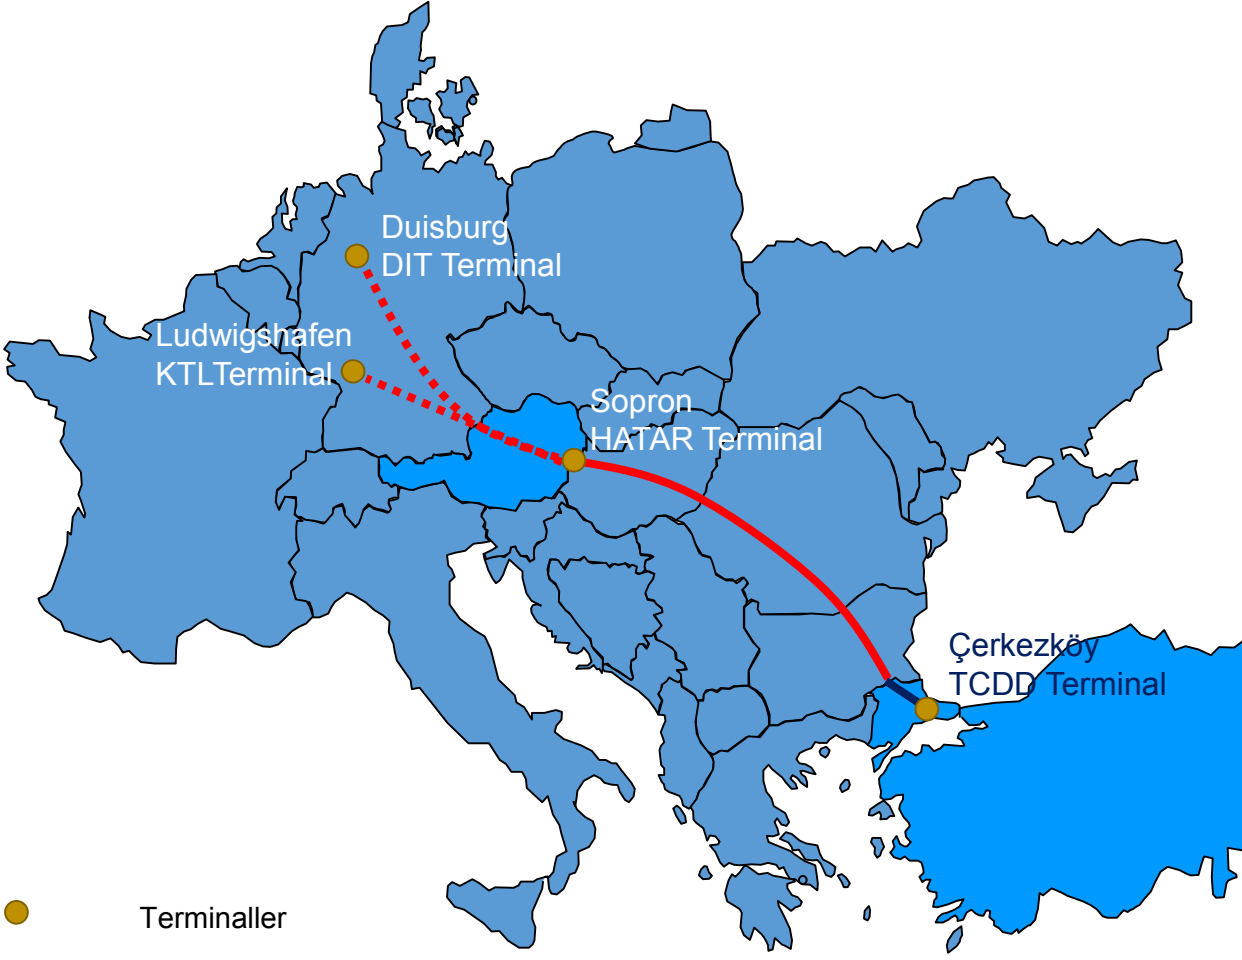 Duisburg
DIT Terminal
Ludwigshafen
KTLTerminal
Sopron
HATAR Terminal
Çerkezköy
TCDD Terminal
Terminaller